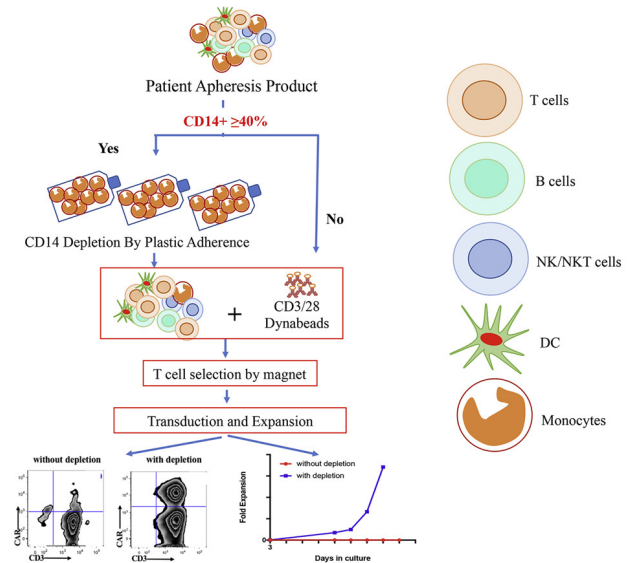 Patient Apheresis Product
CD14+ ≥40%
Yes
No
CD14 Depletion By Plastic Adherence
+
CD3/28
Dynabeads
T cell selection by magnet
Transduction and Expansion
without depletion
with depletion
CAR
CD3
CAR
CD3
without depletion
with depletion
Fold Expansion
3
Days in culture
T cells
B cells
NK/NKT cells
DC
Monocytes